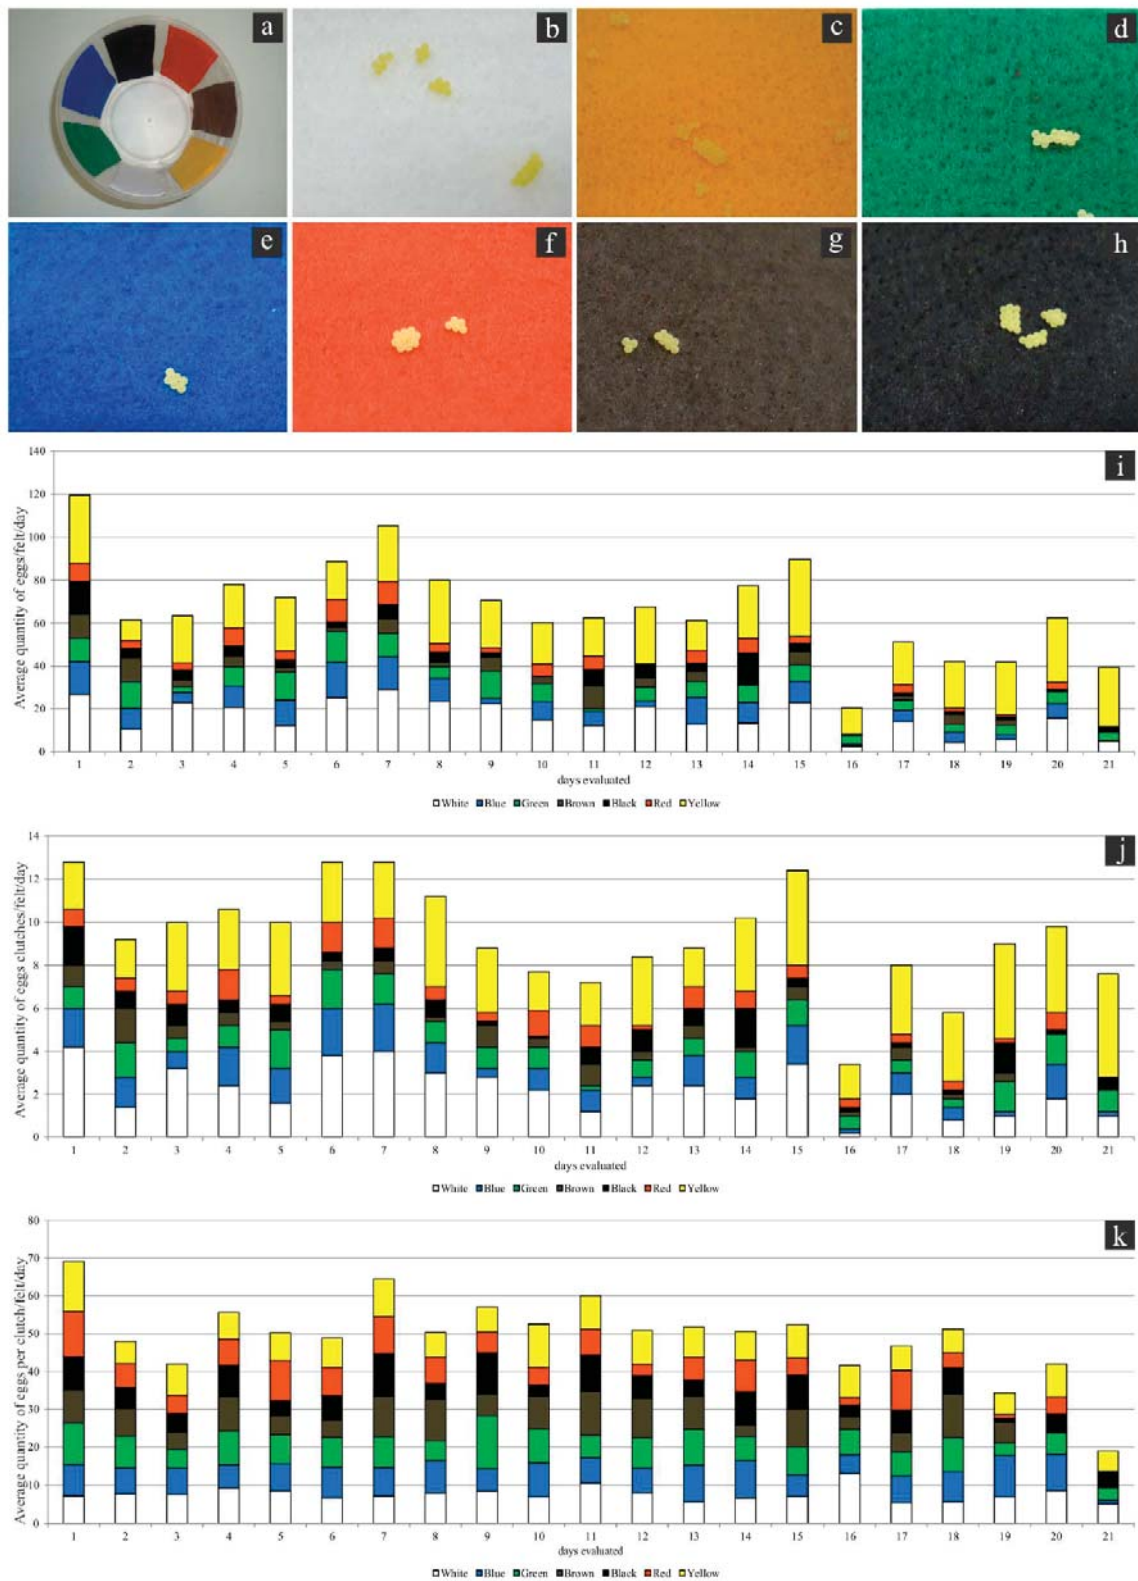 a
b
c
d
e
f
g
h
i
Average quantity of eggs/felt/day
140
120
100
80
60
40
20
0
1 2 3 4 5 6 7 8 9 10 11 12 13 14 15 16 17 18 19 20 21
days evaluated
White Blue Green Brown Black Red Yellow
j
Average quantity of eggs clutches/felt/day
14
12
10
8
6
4
2
0
1 2 3 4 5 6 7 8 9 10 11 12 13 14 15 16 17 18 19 20 21
days evaluated
White Blue Green Brown Black Red Yellow
k
Average quantity of eggs per clutch/felt/day
80
70
60
50
40
30
20
10
0
1 2 3 4 5 6 7 8 9 10 11 12 13 14 15 16 17 18 19 20 21
days evaluated
White Blue Green Brown Black Red Yellow